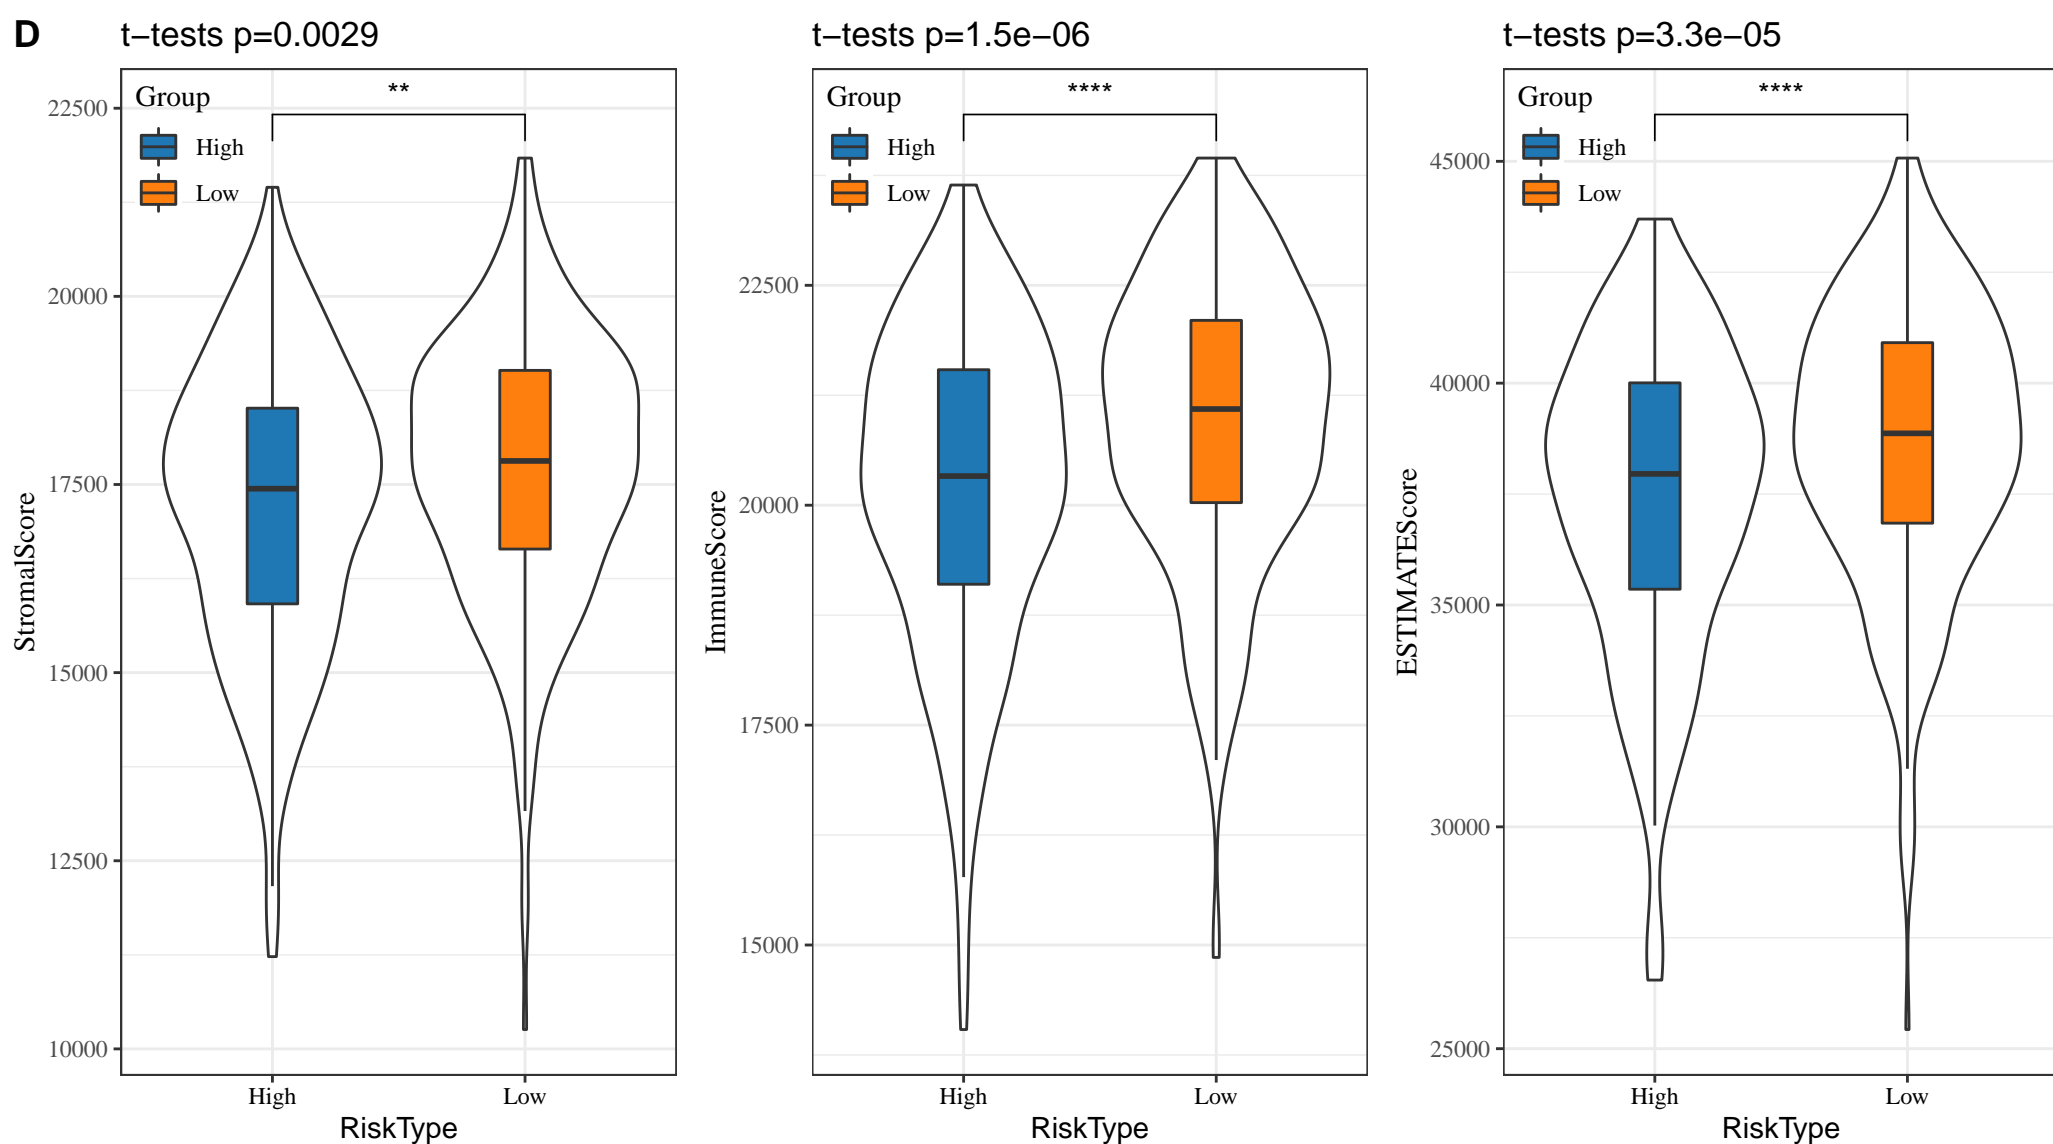 D
t−tests p=0.0029
**
Group
High
Low
22500
20000
17500
15000
12500
10000
StromalScore
High
Low
RiskType
t−tests p=1.5e−06
****
Group
High
Low
22500
20000
17500
15000
ImmuneScore
High
Low
RiskType
t−tests p=3.3e−05
****
Group
High
Low
45000
40000
35000
30000
25000
ESTIMATEScore
High
Low
RiskType